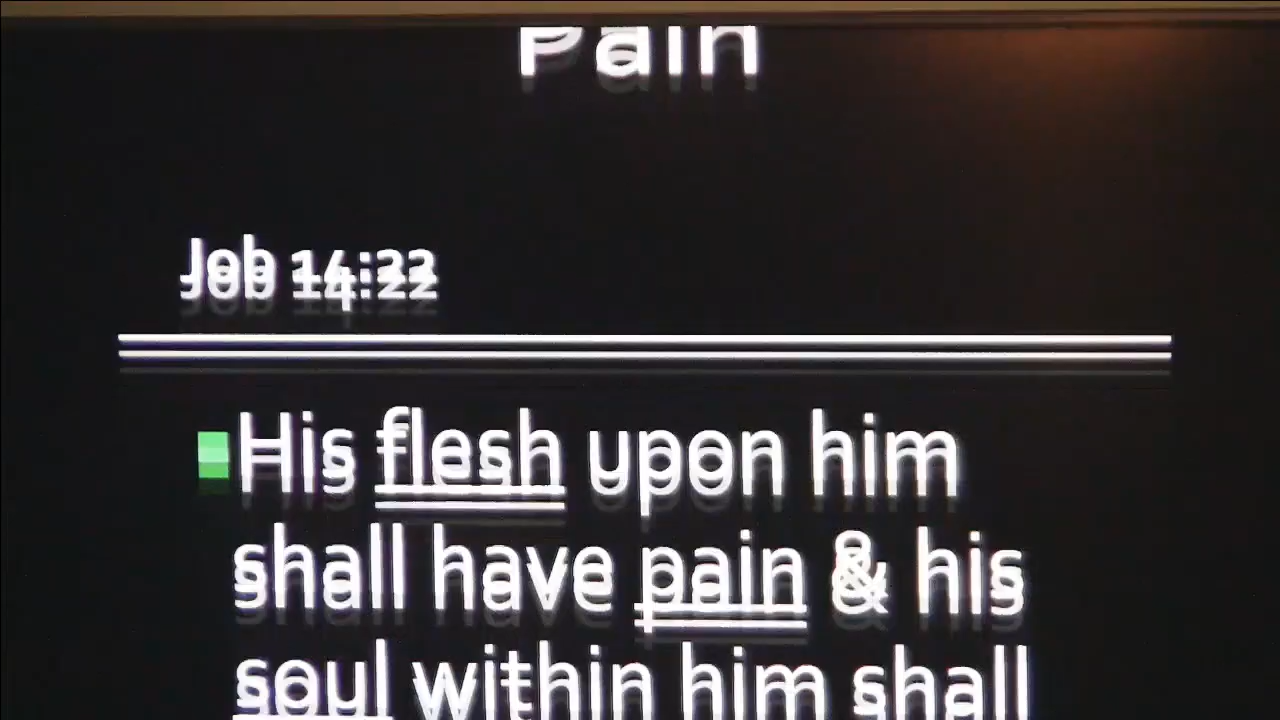 Pain
Job 14:22
His flesh upon him
shall have pain & his
soul within him shall